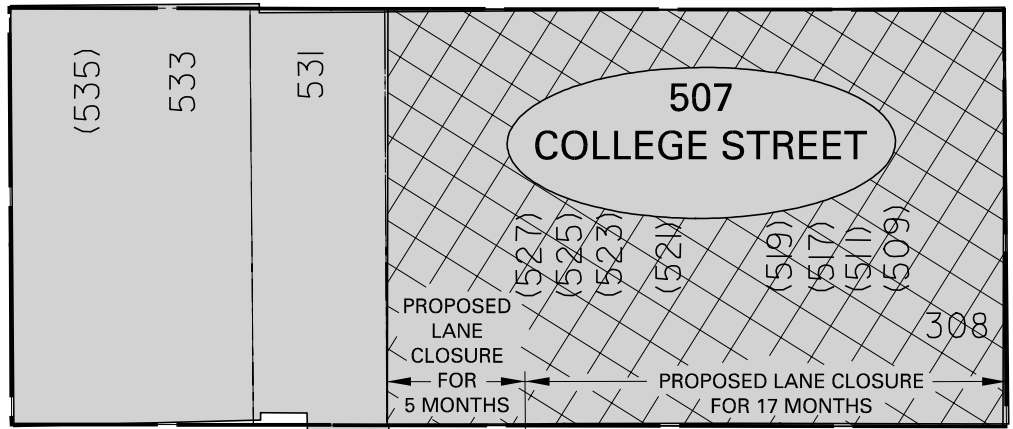 (535)
533
531
507
COLLEGE STREET
(527)
(525)
(523)
(521)
(519)
(517)
(511)
(509)
308
PROPOSED
LANE
CLOSURE
FOR
5 MONTHS
PROPOSED LANE CLOSURE
FOR 17 MONTHS